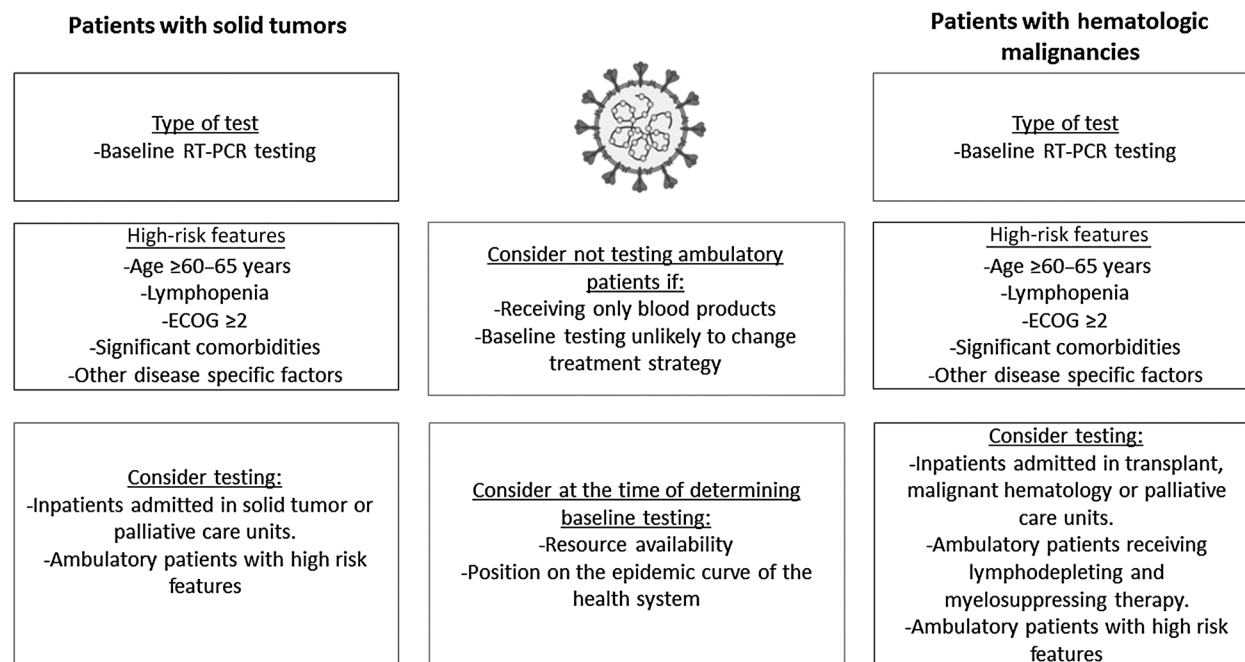 Patients with solid tumors
Type of test
-Baseline RT-PCR testing
High-risk features
-Age ≥60–65 years
-Lymphopenia
-ECOG ≥2
-Significant comorbidities
-Other disease specific factors
Consider testing:
-Inpatients admitted in solid tumor or
palliative care units.
-Ambulatory patients with high risk
features
Consider not testing ambulatory
patients if:
-Receiving only blood products
-Baseline testing unlikely to change
treatment strategy
Consider at the time of determining
baseline testing:
-Resource availability
-Position on the epidemic curve of the
health system
Patients with hematologic
malignancies
Type of test
-Baseline RT-PCR testing
High-risk features
-Age ≥60–65 years
-Lymphopenia
-ECOG ≥2
-Significant comorbidities
-Other disease specific factors
Consider testing:
-Inpatients admitted in transplant,
malignant hematology or palliative
care units.
-Ambulatory patients receiving
lymphodepleting and
myelosuppressing therapy.
-Ambulatory patients with high risk
features